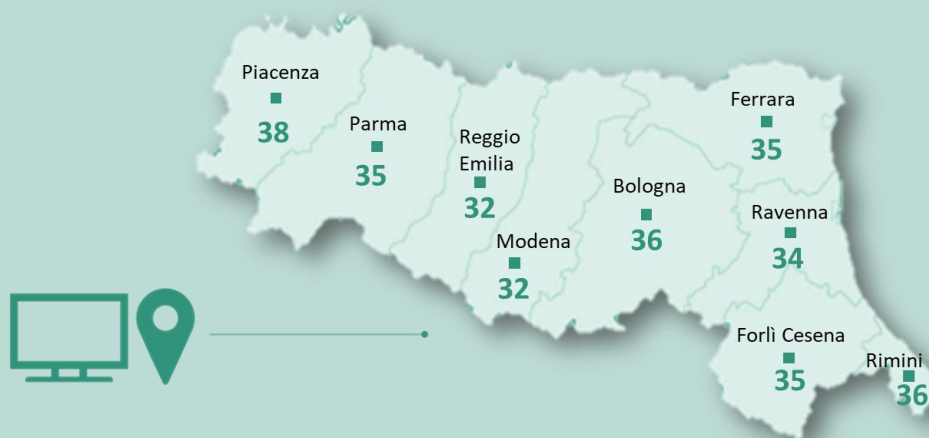 Piacenza
38
Parma
35
Reggio
Emilia
32
Modena
32
Bologna
36
Ferrara
35
Ravenna
34
Forlì Cesena
35
Rimini
36